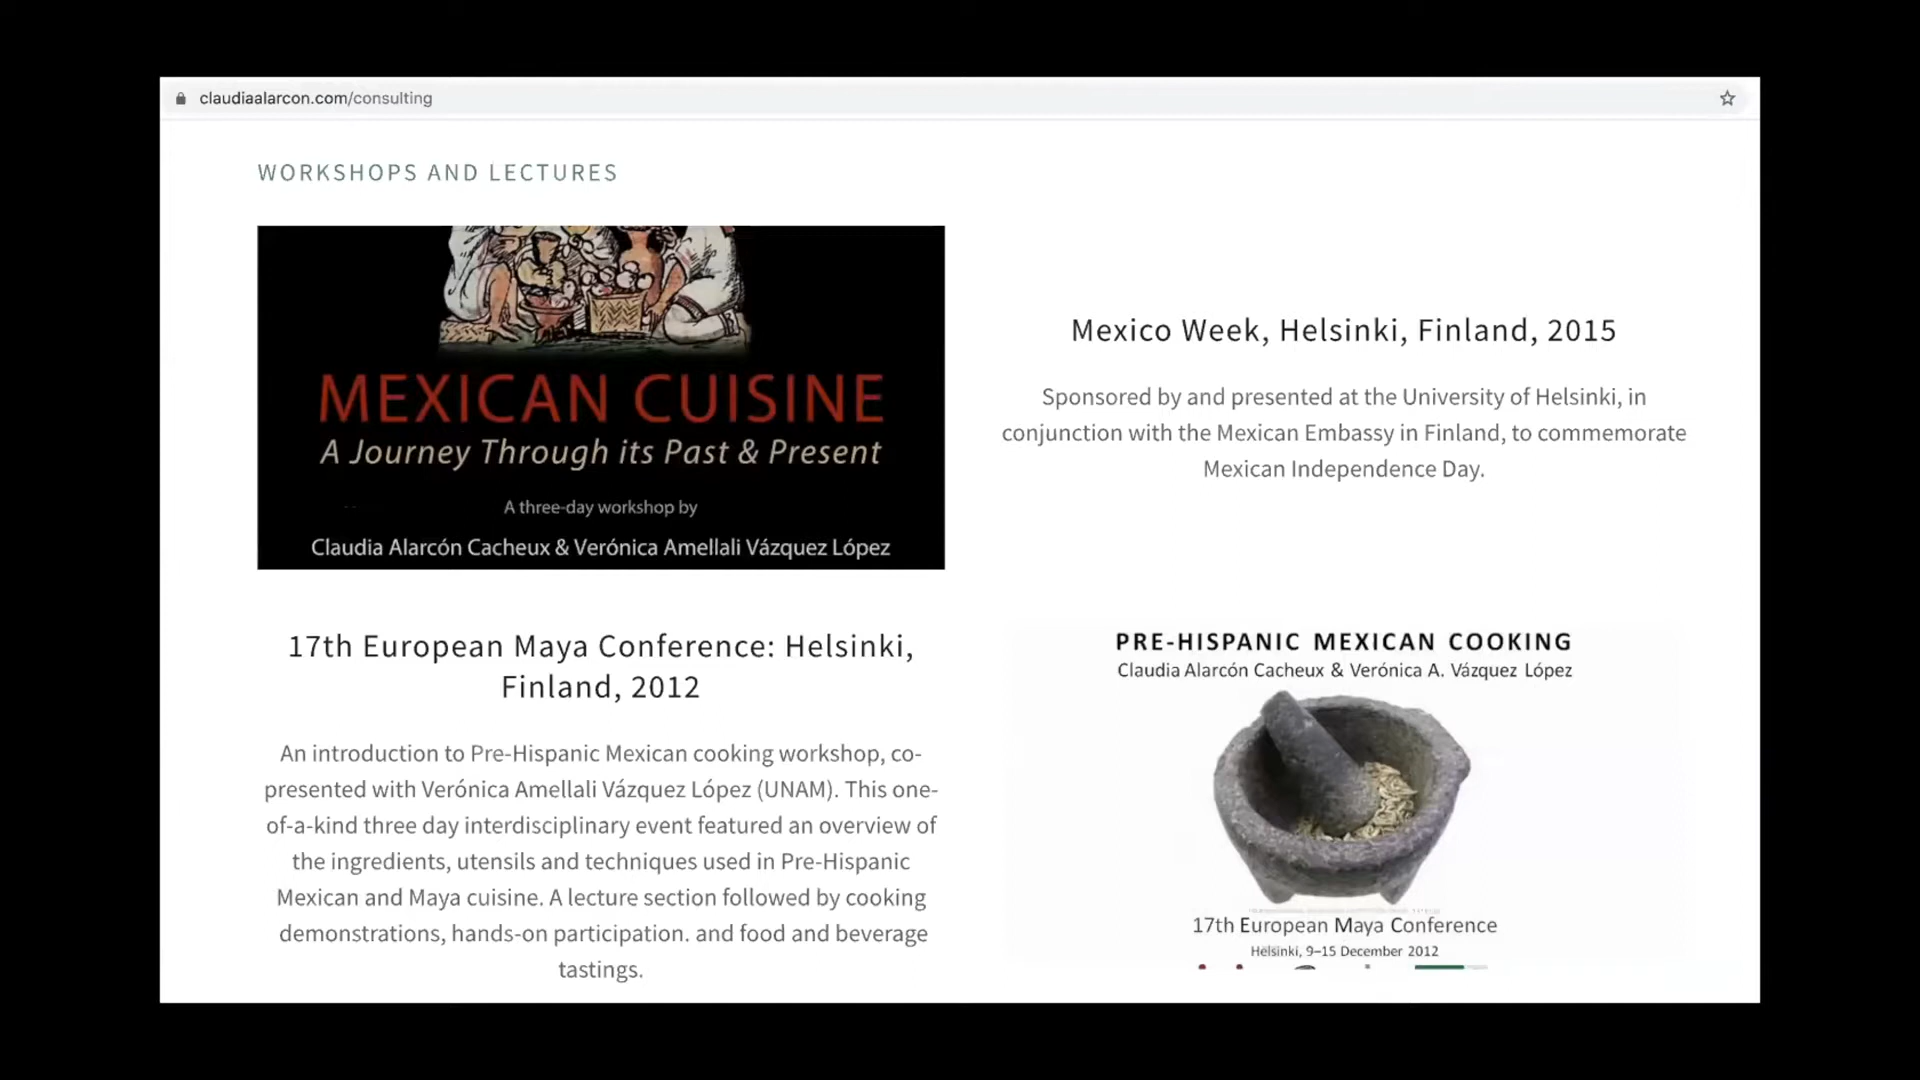 claudiaalarcon.com/consulting
WORKSHOPS AND LECTURES
MEXICAN CUISINE
A Journey Through its Past & Present
A three-day workshop by
Claudia Alarcón Cacheux & Verónica Amellali Vázquez López
Mexico Week, Helsinki, Finland, 2015
Sponsored by and presented at the University of Helsinki, in
conjunction with the Mexican Embassy in Finland, to commemorate
Mexican Independence Day.
17th European Maya Conference: Helsinki,
Finland, 2012
An introduction to Pre-Hispanic Mexican cooking workshop, co-
presented with Verónica Amellali Vázquez López (UNAM). This one-
of-a-kind three day interdisciplinary event featured an overview of
the ingredients, utensils and techniques used in Pre-Hispanic
Mexican and Maya cuisine. A lecture section followed by cooking
demonstrations, hands-on participation. and food and beverage
tastings.
PRE-HISPANIC MEXICAN COOKING
Claudia Alarcón Cacheux & Verónica A. Vázquez López
17th European Maya Conference
Helsinki, 9–15 December 2012